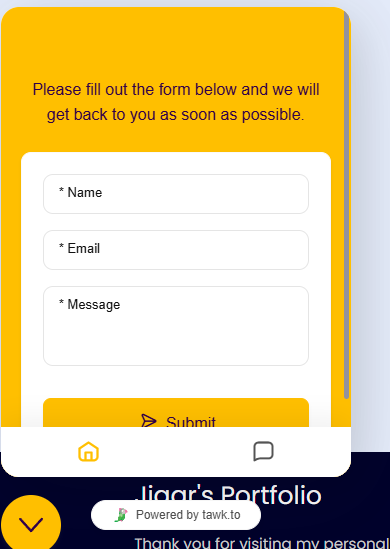 Please fill out the form below and we will
get back to you as soon as possible.
* Name
* Email
* Message
Submit
Jigar's Portfolio
Powered by tawk.to
Thank you for visiting my personal